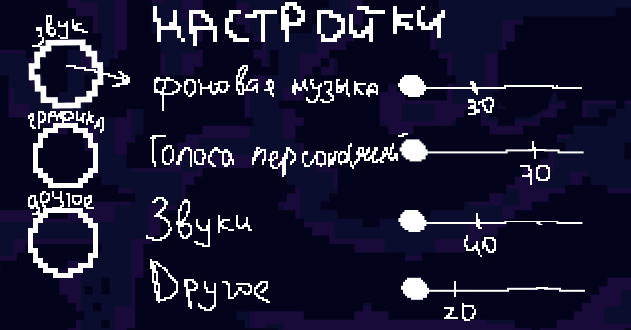 НАСТРОЙКИ
звук
фоновая музыка
30
графика
Голоса персонажей
70
другое
Звуки
40
Другое
20